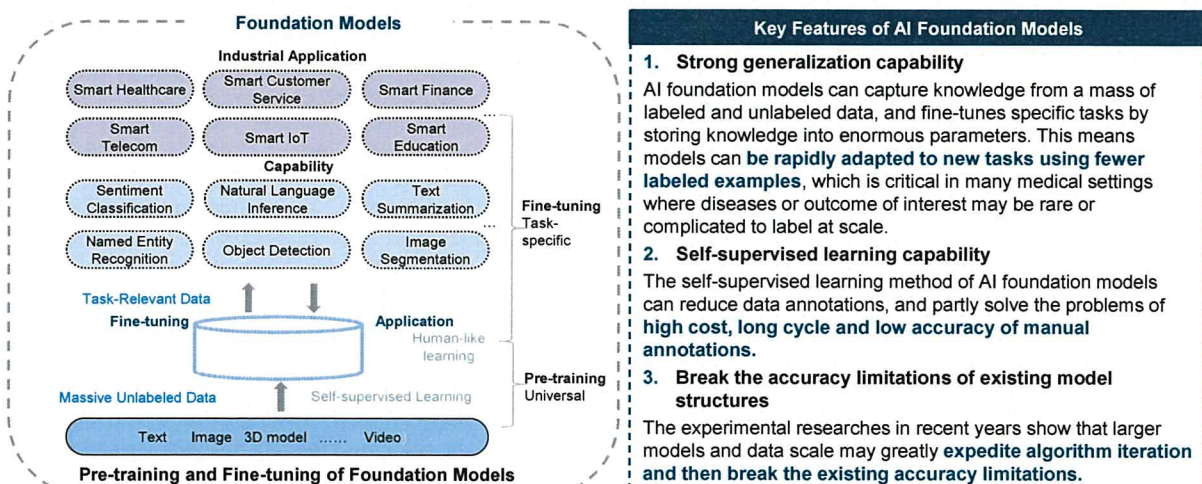 Foundation Models
Industrial Application
Smart Healthcare
Smart Customer
Service
Smart Finance
Smart
Telecom
Smart IoT
Smart
Education
Capability
Sentiment
Classification
Natural Language
Inference
Text
Summarization
Named Entity
Recognition
Object Detection
Image
Segmentation
Fine-tuning
Task-
specific
Task-Relevant Data
Fine-tuning
Application
Human-like
learning
Pre-training
Universal
Massive Unlabeled Data
Self-supervised Learning
Text Image 3D model ...... Video
Pre-training and Fine-tuning of Foundation Models
Key Features of AI Foundation Models
1. Strong generalization capability
AI foundation models can capture knowledge from a mass of
labeled and unlabeled data, and fine-tunes specific tasks by
storing knowledge into enormous parameters. This means
models can be rapidly adapted to new tasks using fewer
labeled examples, which is critical in many medical settings
where diseases or outcome of interest may be rare or
complicated to label at scale.
2. Self-supervised learning capability
The self-supervised learning method of AI foundation models
can reduce data annotations, and partly solve the problems of
high cost, long cycle and low accuracy of manual
annotations.
3. Break the accuracy limitations of existing model
structures
The experimental researches in recent years show that larger
models and data scale may greatly expedite algorithm iteration
and then break the existing accuracy limitations.